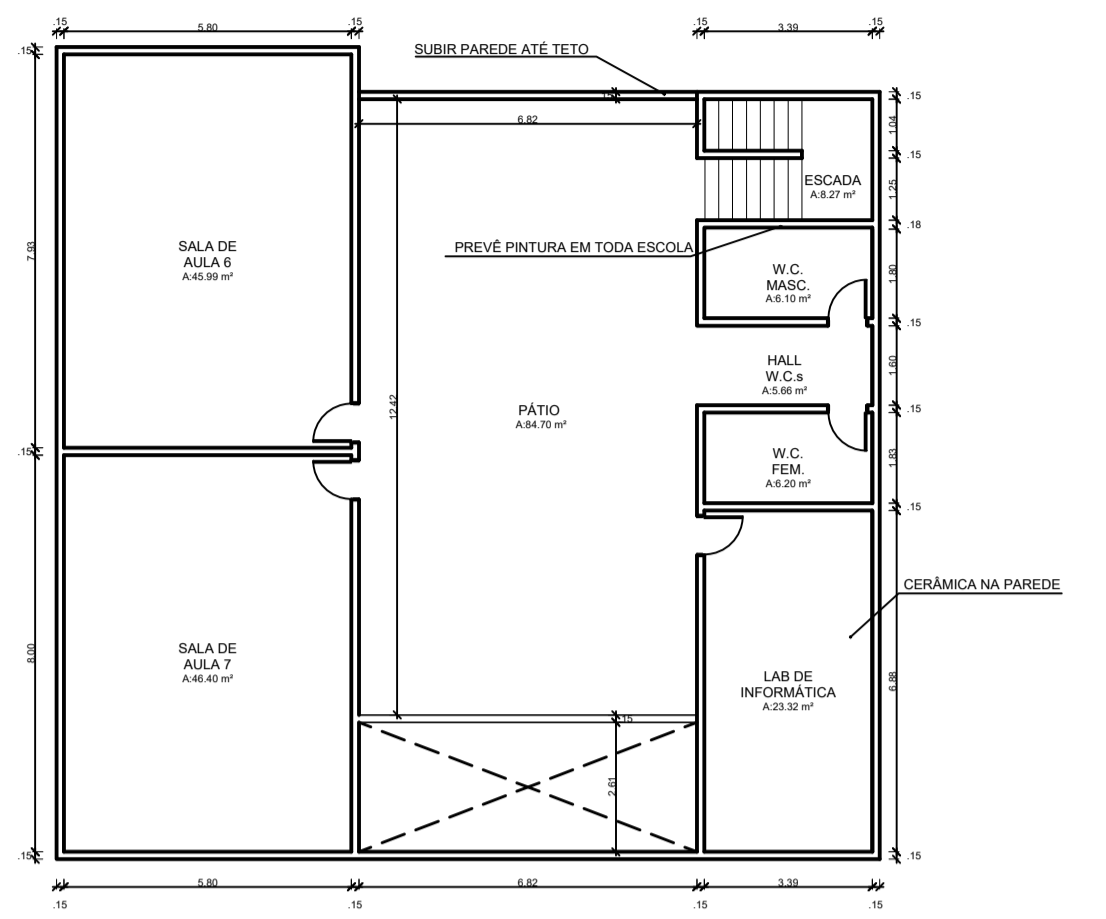 .15
5.80
.15
.15
3.39
.15
SUBIR PAREDE ATÉ TETO
.15
.15
.15
6.82
1.04
.15
ESCADA
A:8.27 m²
1.25
.18
PREVÊ PINTURA EM TODA ESCOLA
7.93
SALA DE
AULA 6
A:45.99 m²
W.C.
MASC.
A:6.10 m²
1.80
.15
HALL
W.C.s
A:5.66 m²
1.60
12.42
PÁTIO
A:84.70 m²
.15
.15
W.C.
FEM.
A:6.20 m²
1.83
.15
CERÂMICA NA PAREDE
8.00
SALA DE
AULA 7
A:46.40 m²
LAB DE
INFORMÁTICA
A:23.32 m²
6.88
.15
2.61
.15
.15
5.80
6.82
3.39
.15
.15
.15
.15